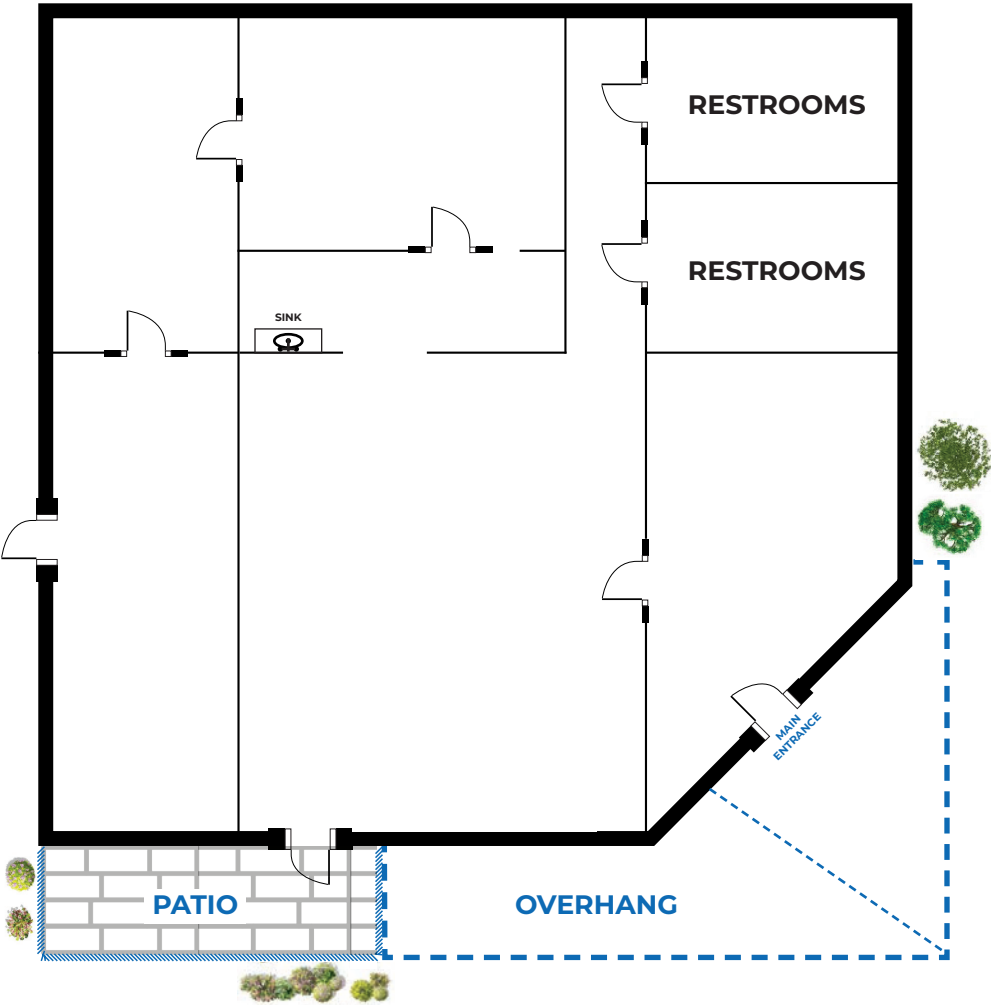 RESTROOMS
RESTROOMS
SINK
MAIN
ENTRANCE
PATIO
OVERHANG